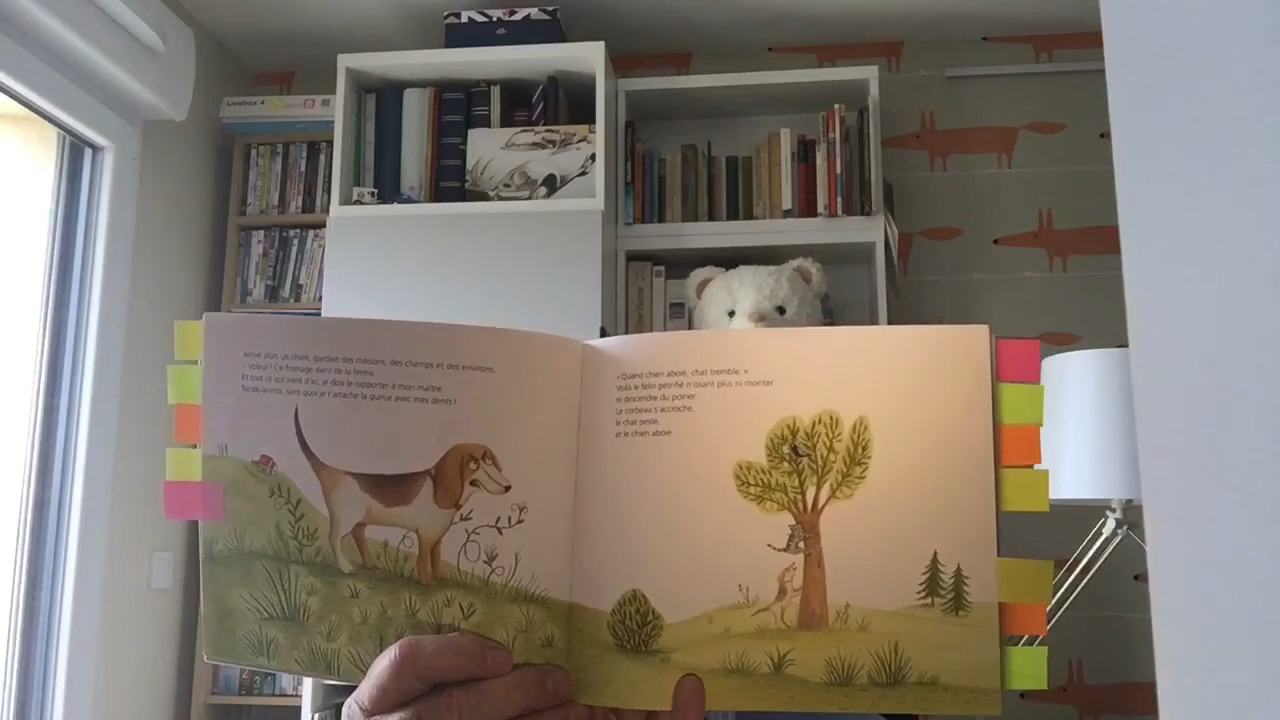 Livebox 4
Arrive alors un chien, gardien des maisons, des champs et des environs.
« Voleur ! Ce fromage vient de la ferme.
Et tout ce qui vient d'ici, je dois le rapporter à mon maître.
Rends-le-moi, sans quoi je t'arrache la queue avec mes dents !
« Quand chien aboie, chat tremble. »
Voilà le félin pétrifié n'osant plus ni monter
ni descendre du poirier
Le corbeau s'accroche,
le chat peste,
et le chien aboie